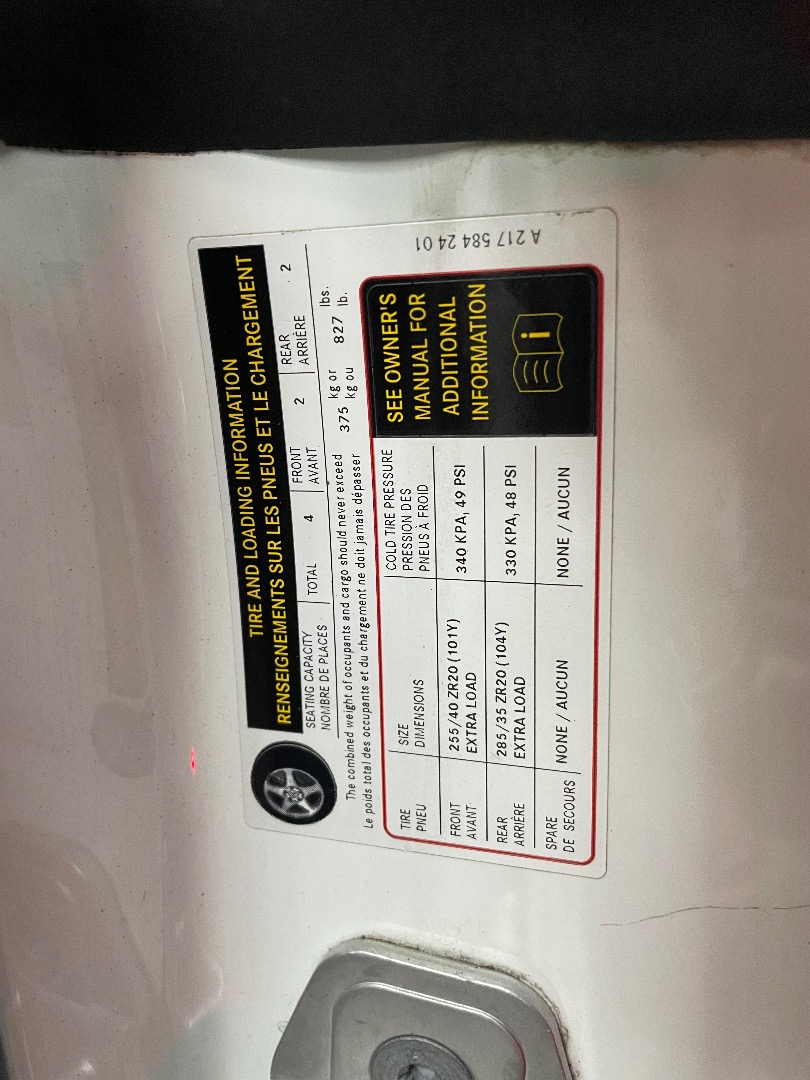 TIRE AND LOADING INFORMATION
RENSEIGNEMENTS SUR LES PNEUS ET LE CHARGEMENT
SEATING CAPACITY
NOMBRE DE PLACES
TOTAL 4
FRONT
AVANT
2
REAR
ARRIÈRE
2
The combined weight of occupants and cargo should never exceed 375 kg or 827 lbs.
Le poids total des occupants et du chargement ne doit jamais dépasser kg ou lb.
TIRE
PNEU
SIZE
DIMENSIONS
COLD TIRE PRESSURE
PRESSION DES
PNEUS À FROID
FRONT
AVANT
255/40 ZR20 (101Y)
EXTRA LOAD
340 KPA, 49 PSI
REAR
ARRIÈRE
285/35 ZR20 (104Y)
EXTRA LOAD
330 KPA, 48 PSI
SPARE
DE SECOURS
NONE / AUCUN
NONE / AUCUN
SEE OWNER'S
MANUAL FOR
ADDITIONAL
INFORMATION
A 217 584 24 01